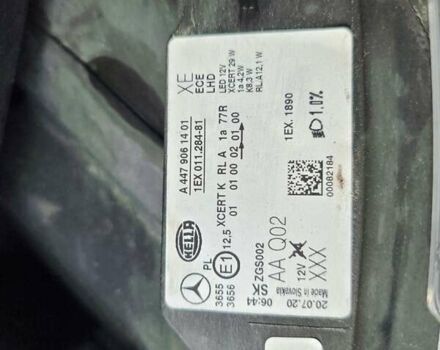 A 447 906 14 01
1EX 011.284-81
XE
ECE
LHD
LED 12V
XCERT 29 W
1a 4,2W
K8,3 W
RL.A12,1 W
HELLA
PL
E1
12,5
XCERT K RL A 1a 77R
01 01 00 02 01 00
1EX. 1890
1.0%
3655
3656
ZGS002
AA Q02
12V
XXX
00082184
SK
06:44
20.07.20
Made in Slovakia